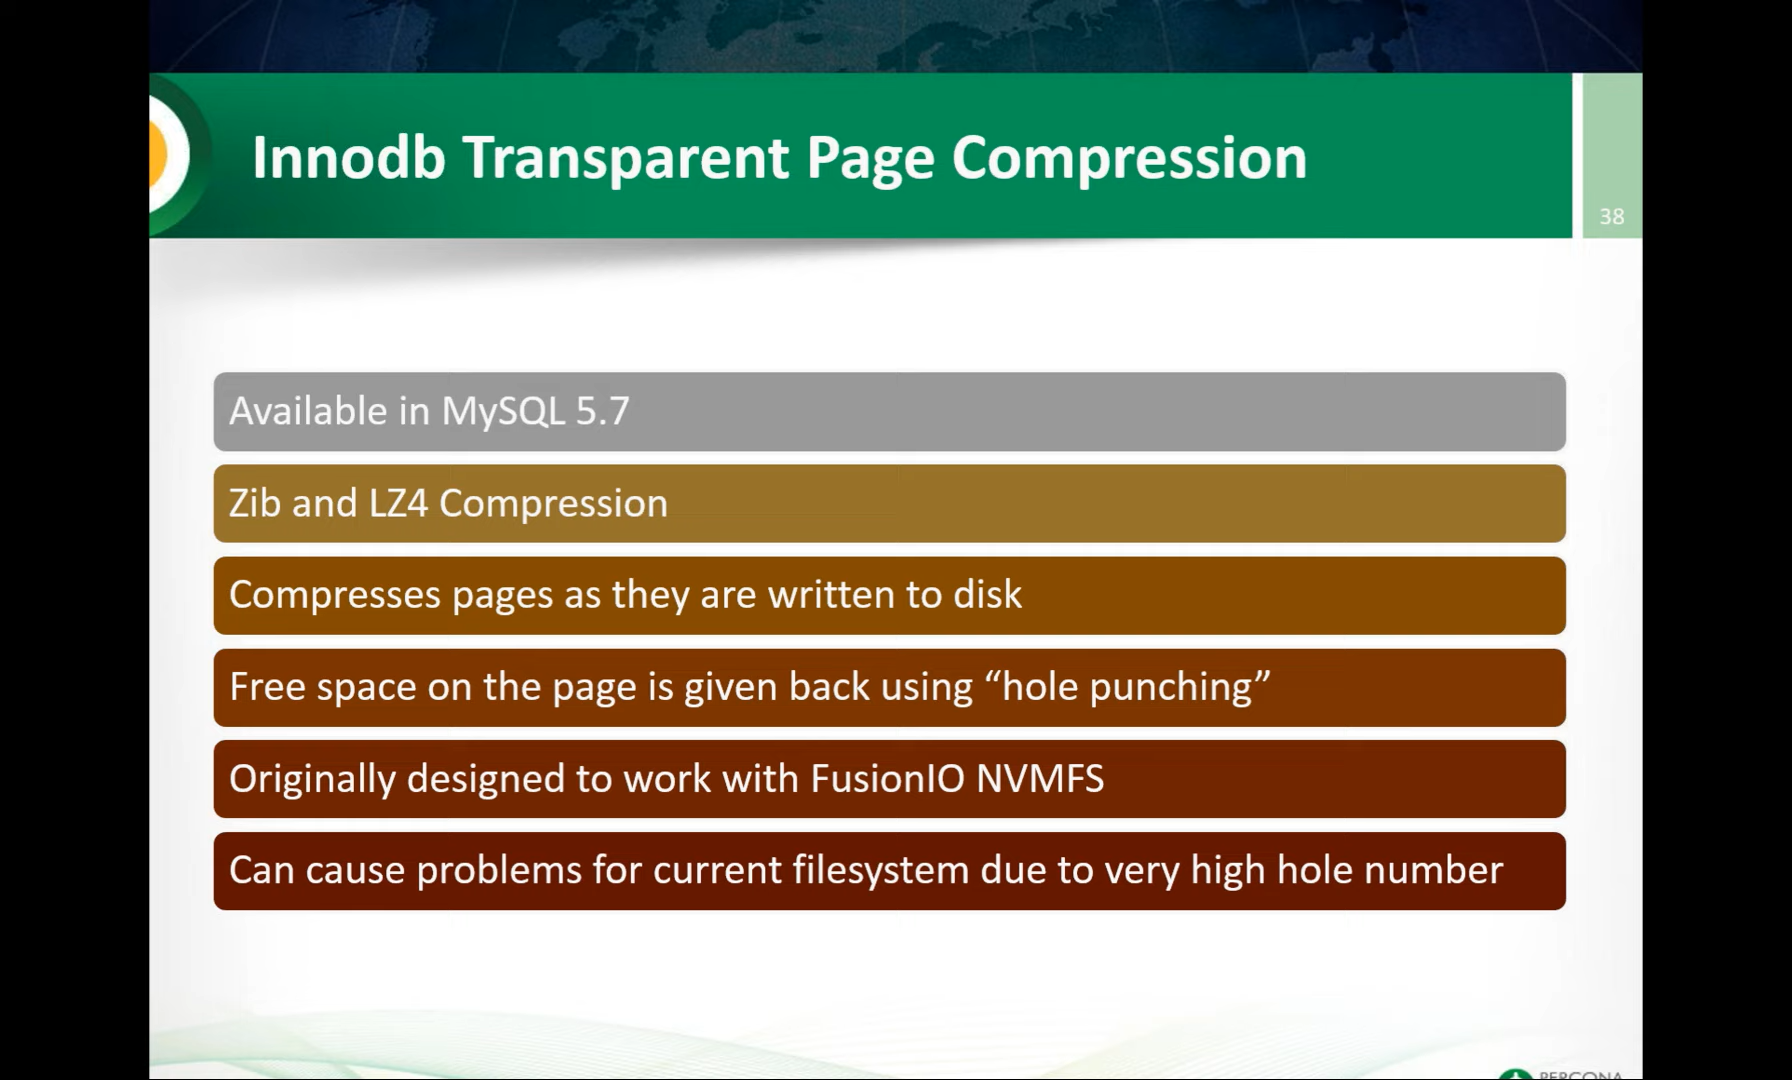 Innodb Transparent Page Compression
38
Available in MySQL 5.7
Zib and LZ4 Compression
Compresses pages as they are written to disk
Free space on the page is given back using “hole punching”
Originally designed to work with FusionIO NVMFS
Can cause problems for current filesystem due to very high hole number
PERCONA